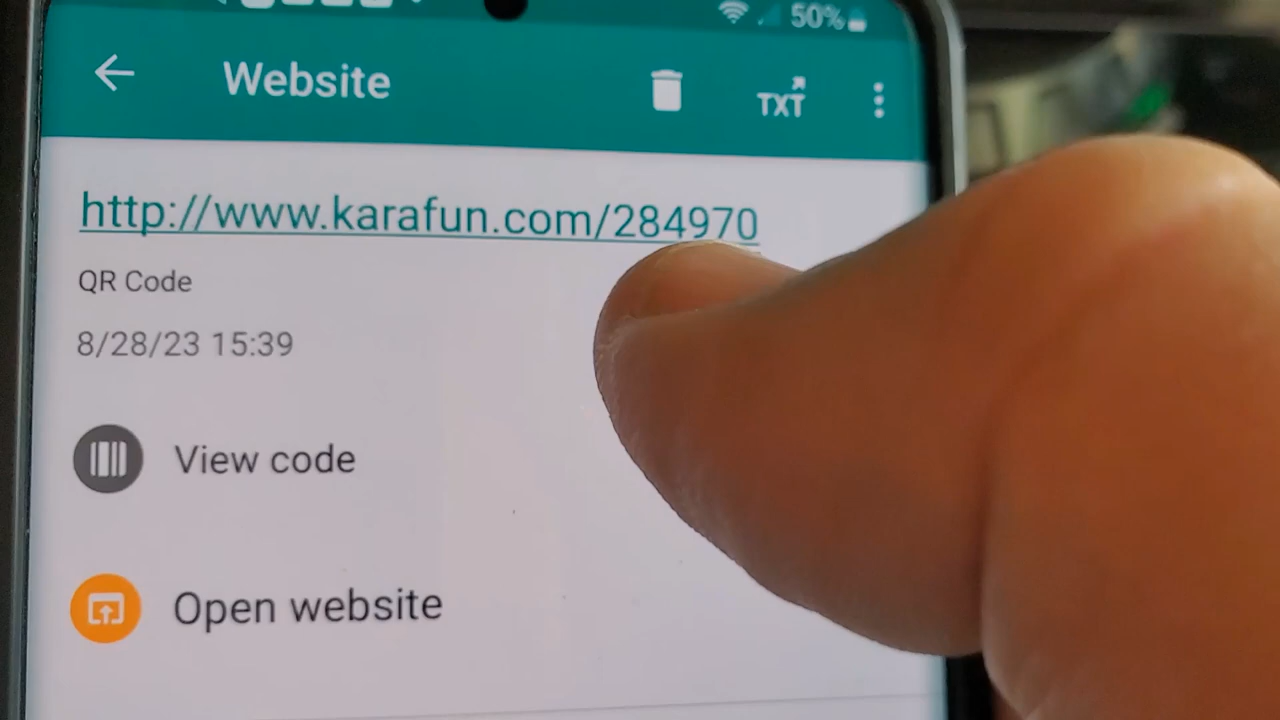 50%
Website
TXT
http://www.karafun.com/284970
QR Code
8/28/23 15:39
View code
Open website